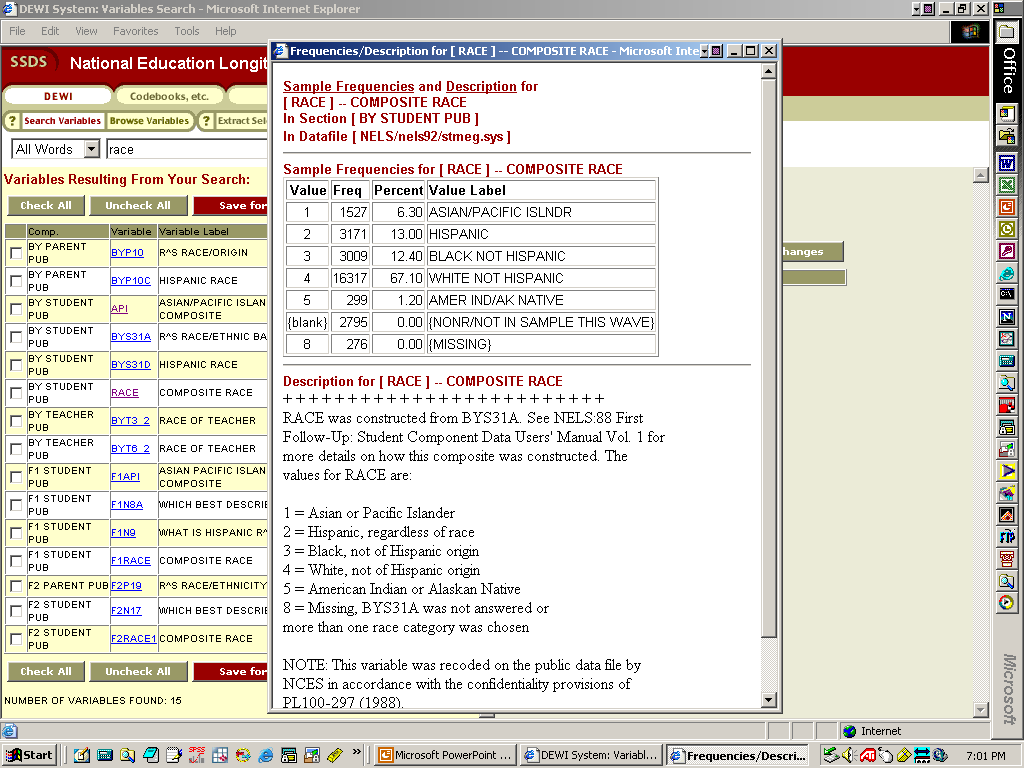 DEWI System: Variables Search - Microsoft Internet Explorer
File Edit View Favorites Tools Help
SSDS National Education Longit
DEWI Codebooks, etc.
? Search Variables Browse Variables ? Extract Sel
All Words race
Variables Resulting From Your Search:
Check All Uncheck All Save for
Comp. Variable Variable Label
BY PARENT PUB BYP10 R^S RACE/ORIGIN
BY PARENT PUB BYP10C HISPANIC RACE
BY STUDENT PUB API ASIAN/PACIFIC ISLAN COMPOSITE
BY STUDENT PUB BYS31A R^S RACE/ETHNIC BA
BY STUDENT PUB BYS31D HISPANIC RACE
BY STUDENT PUB RACE COMPOSITE RACE
BY TEACHER PUB BYT3_2 RACE OF TEACHER
BY TEACHER PUB BYT6_2 RACE OF TEACHER
F1 STUDENT PUB F1API ASIAN PACIFIC ISLAN COMPOSITE
F1 STUDENT PUB F1N8A WHICH BEST DESCRIE
F1 STUDENT PUB F1N9 WHAT IS HISPANIC R^
F1 STUDENT PUB F1RACE COMPOSITE RACE
F2 PARENT PUB F2P19 R^S RACE/ETHNICITY
F2 STUDENT PUB F2N17 WHICH BEST DESCRIE
F2 STUDENT PUB F2RACE1 COMPOSITE RACE
Check All Uncheck All Save for
NUMBER OF VARIABLES FOUND: 15
Frequencies/Description for [ RACE ] -- COMPOSITE RACE - Microsoft Inte
Sample Frequencies and Description for
[ RACE ] -- COMPOSITE RACE
In Section [ BY STUDENT PUB ]
In Datafile [ NELS/nels92/stmeg.sys ]
Sample Frequencies for [ RACE ] -- COMPOSITE RACE
Value Freq Percent Value Label
1 1527 6.30 ASIAN/PACIFIC ISLNDR
2 3171 13.00 HISPANIC
3 3009 12.40 BLACK NOT HISPANIC
4 16317 67.10 WHITE NOT HISPANIC
5 299 1.20 AMER IND/AK NATIVE
{blank} 2795 0.00 {NONR/NOT IN SAMPLE THIS WAVE}
8 276 0.00 {MISSING}
Description for [ RACE ] -- COMPOSITE RACE
+ + + + + + + + + + + + + + + + + + + + + + + + +
RACE was constructed from BYS31A. See NELS:88 First
Follow-Up: Student Component Data Users' Manual Vol. 1 for
more details on how this composite was constructed. The
values for RACE are:
1 = Asian or Pacific Islander
2 = Hispanic, regardless of race
3 = Black, not of Hispanic origin
4 = White, not of Hispanic origin
5 = American Indian or Alaskan Native
8 = Missing, BYS31A was not answered or
more than one race category was chosen
NOTE: This variable was recoded on the public data file by
NCES in accordance with the confidentiality provisions of
PL100-297 (1988).
hanges
Office
Microsoft
Internet
Start
SPSS
Microsoft PowerPoint ... DEWI System: Variabl... Frequencies/Descri... 7:01 PM